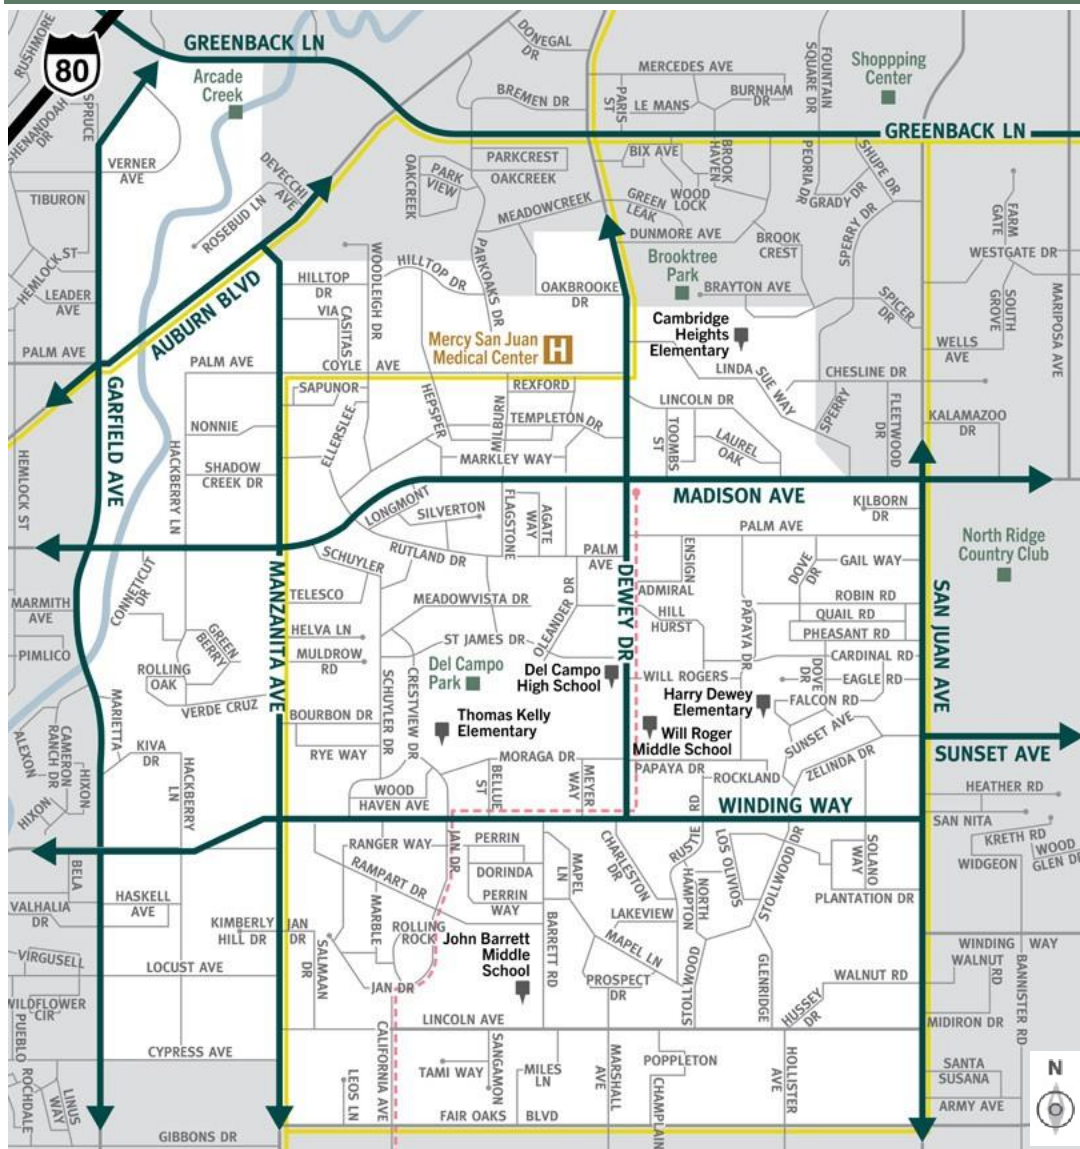 RUSHMORE
80
SHENANDOAH
DR
SPRUCE
GREENBACK LN
Arcade
Creek
DONEGAL
DR
BREMEN DR
MERCEDES AVE
PARIS
ST
LE MANS
BURNHAM
DR
FOUNTAIN
SQUARE DR
Shoppping
Center
GREENBACK LN
VERNER
AVE
TIBURON
HEMLOCK ST
LEADER
AVE
PALM AVE
DEVECCHI
AVE
ROSEBUD LN
AUBURN BLVD
OAKCREEK
PARK
VIEW
PARKCREST
OAKCREEK
MEADOWCREEK
BIX AVE
BROOK
HAVEN
WOOD
LOCK
GREEN
LEAK
DUNMORE AVE
PEORIA DR
GRADY DR
SHUPE DR
SPERRY DR
BROOK
CREST
Brooktree
Park
BRAYTON AVE
SPICER
DR
FARM
GATE
WESTGATE DR
SOUTH
GROVE
MARIPOSA AVE
WELLS
AVE
HILLTOP
DR
WOODLEIGH DR
HILLTOP DR
PARKOAKS DR
OAKBROOKE
DR
VIA
CASITAS
Mercy San Juan
Medical Center
H
Cambridge
Heights
Elementary
LINDA
SUE WAY
CHESLINE DR
SPERRY
FLEETWOOD
DR
KALAMAZOO
DR
GARFIELD AVE
PALM AVE
COYLE AVE
SAPUNOR
ELLERSLEE
HEPSPER
MILBURN
REXFORD
TEMPLETON DR
MARKLEY WAY
LINCOLN DR
TOOMBS
ST
LAUREL
OAK
NONNIE
SHADOW
CREEK DR
HACKBERRY LN
HEMLOCK ST
MADISON AVE
LONGMONT
SILVERTON
FLAGSTONE
AGATE
WAY
KILBORN
DR
PALM AVE
North Ridge
Country Club
SCHUYLER
RUTLAND DR
PALM
AVE
ENSIGN
DOVE
DR
GAIL WAY
CONNETICUT
DR
MANZANITA AVE
TELESCO
MEADOWVISTA DR
OLEANDER DR
DEWEY DR
ADMIRAL
HILL
HURST
PAPAYA DR
ROBIN RD
QUAIL RD
PHEASANT RD
SAN JUAN AVE
MARMITH
AVE
PIMLICO
GREEN
BERRY
ROLLING
OAK
VERDE CRUZ
HELVA LN
MULDROW
RD
ST JAMES DR
Del Campo
Park
Del Campo
High School
WILL ROGERS
CARDINAL RD
DOVE
DR
EAGLE RD
FALCON RD
Harry Dewey
Elementary
Will Roger
Middle School
SUNSET AVE
SUNSET AVE
BOURBON DR
RYE WAY
SCHUYLER DR
CRESTVIEW DR
Thomas Kelly
Elementary
MORAGA DR
PAPAYA DR
ROCKLAND
ZELINDA DR
ALEXON
CAMERON
RANCH DR
HIXON
HIXON
MARIETTA
KIVA
DR
HACKBERRY
LN
WOOD
HAVEN AVE
BELLUE
ST
MEYER
WAY
WINDING WAY
HEATHER RD
SAN NITA
KRETH RD
WOOD
GLEN DR
WIDGEON
RANGER WAY
JAN DR
PERRIN
DORINDA
PERRIN
WAY
MAPEL
LN
CHARLESTON
DR
RUSTIE
RD
NORTH
HAMPTON
LOS OLIVIOS
STOLLWOOD DR
SOLANO
WAY
PLANTATION DR
BELA
VALHALIA
DR
HASKELL
AVE
RAMPART DR
MARBLE
ROLLING
ROCK
BARRETT RD
LAKEVIEW
MAPEL LN
KIMBERLY
HILL DR
JAN
DR
DR
SALMAAN
John Barrett
Middle
School
PROSPECT
DR
STOLLWOOD
GLENRIDGE
HUSSEY
DR
WALNUT RD
WINDING WAY
WALNUT
RD
BANNISTER RD
VIRGUSELL
LOCUST AVE
WILDFLOWER
CIR
PUEBLO
JAN DR
LINCOLN AVE
MIDIRON DR
CYPRESS AVE
CALIFORNIA AVE
TAMI WAY
SANGAMON
MILES
LN
MARSHALL
AVE
POPPLETON
CHAMPLAIN
HOLLISTER
AVE
SANTA
SUSANA
ARMY AVE
ROCHDALE
LINUS
WAY
LEOS LN
FAIR OAKS BLVD
GIBBONS DR
N